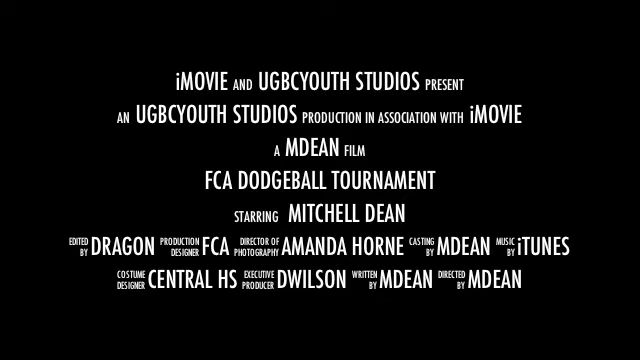 iMOVIE AND UGBCYOUTH STUDIOS PRESENT
AN UGBCYOUTH STUDIOS PRODUCTION IN ASSOCIATION WITH iMOVIE
A MDEAN FILM
FCA DODGEBALL TOURNAMENT
STARRING MITCHELL DEAN
EDITED BY DRAGON PRODUCTION DESIGNER FCA DIRECTOR OF PHOTOGRAPHY AMANDA HORNE CASTING BY MDEAN MUSIC BY iTUNES
COSTUME DESIGNER CENTRAL HS EXECUTIVE PRODUCER DWILSON WRITTEN BY MDEAN DIRECTED BY MDEAN